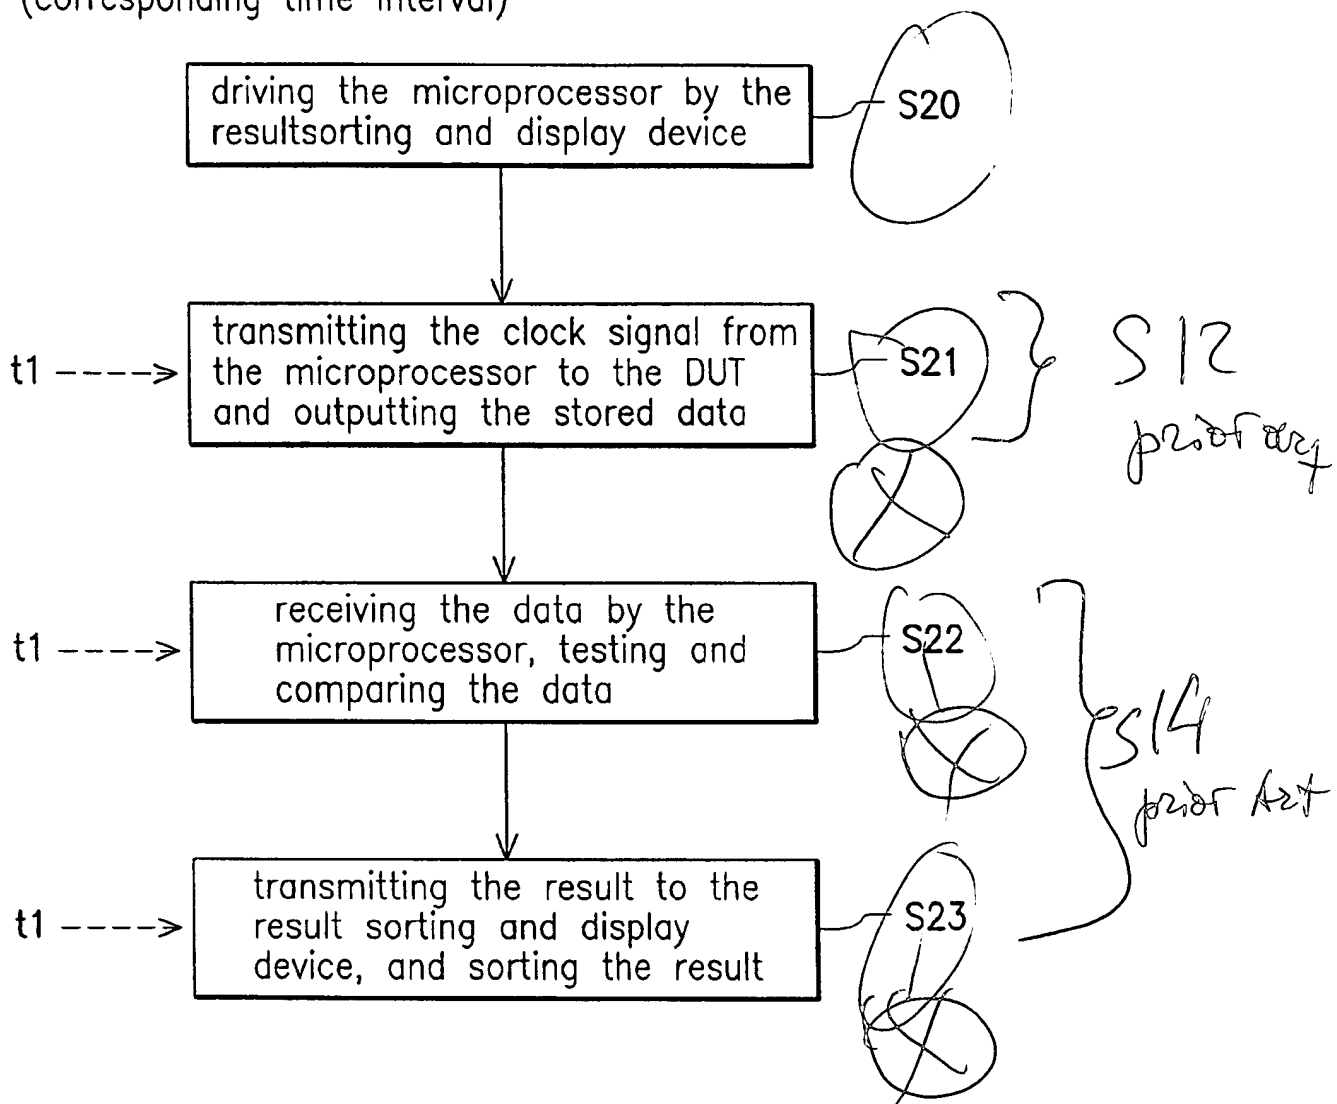 (corresponding time interval)
driving the microprocessor by the
resultsorting and display device
S20
transmitting the clock signal from
the microprocessor to the DUT
and outputting the stored data
t1
S21
S12
prior art
receiving the data by the
microprocessor, testing and
comparing the data
t1
S22
S14
prior Art
transmitting the result to the
result sorting and display
device, and sorting the result
t1
S23